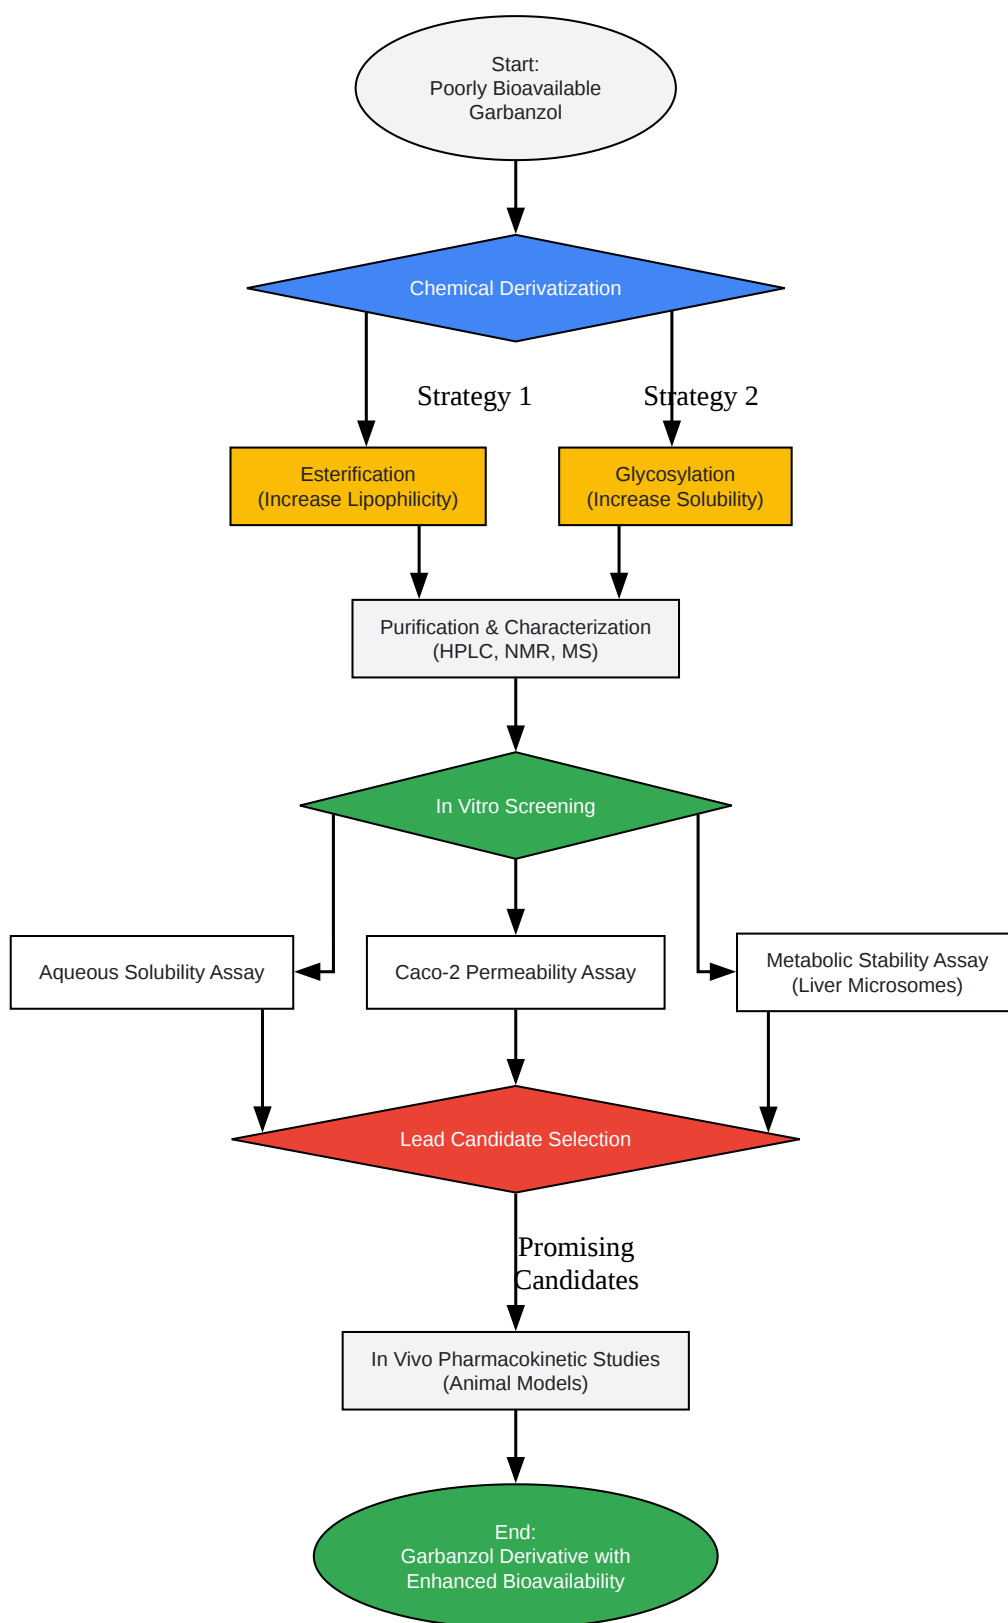 Start:
Poorly Bioavailable
Garbanzol
Chemical Derivatization
Strategy 1
Strategy 2
Esterification
(Increase Lipophilicity)
Glycosylation
(Increase Solubility)
Purification & Characterization
(HPLC, NMR, MS)
In Vitro Screening
Aqueous Solubility Assay
Caco-2 Permeability Assay
Metabolic Stability Assay
(Liver Microsomes)
Lead Candidate Selection
Promising
Candidates
In Vivo Pharmacokinetic Studies
(Animal Models)
End:
Garbanzol Derivative with
Enhanced Bioavailability